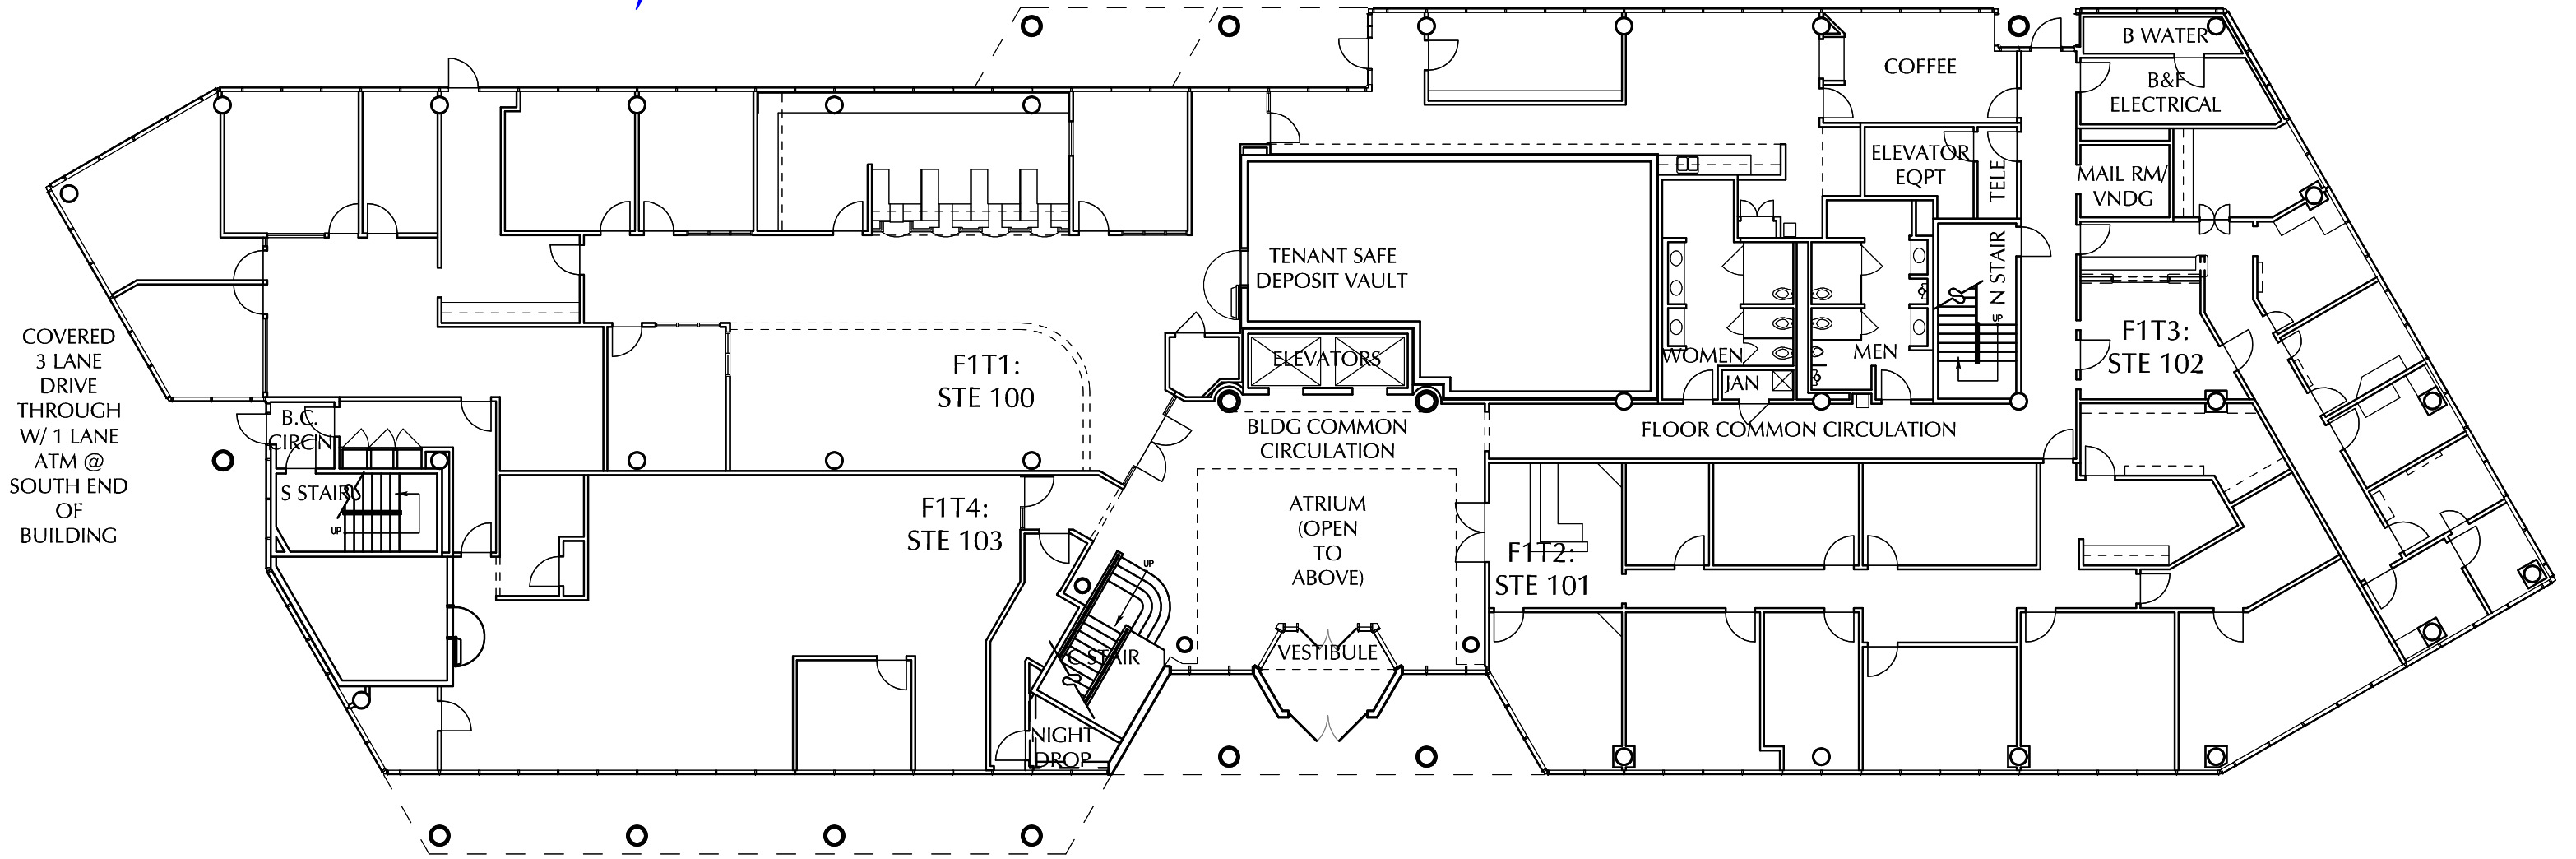 B WATER
COFFEE
B&F
ELECTRICAL
ELEVATOR
EQPT
TELE
MAIL RM/
VNDG
TENANT SAFE
DEPOSIT VAULT
N STAIR
UP
COVERED
3 LANE
DRIVE
THROUGH
W/ 1 LANE
ATM @
SOUTH END
OF
BUILDING
F1T1:
STE 100
ELEVATORS
WOMEN
MEN
JAN
F1T3:
STE 102
B.C.
CIRC'N
BLDG COMMON
CIRCULATION
FLOOR COMMON CIRCULATION
S STAIR
UP
F1T4:
STE 103
ATRIUM
(OPEN
TO
ABOVE)
F1T2:
STE 101
UP
C STAIR
VESTIBULE
NIGHT
DROP